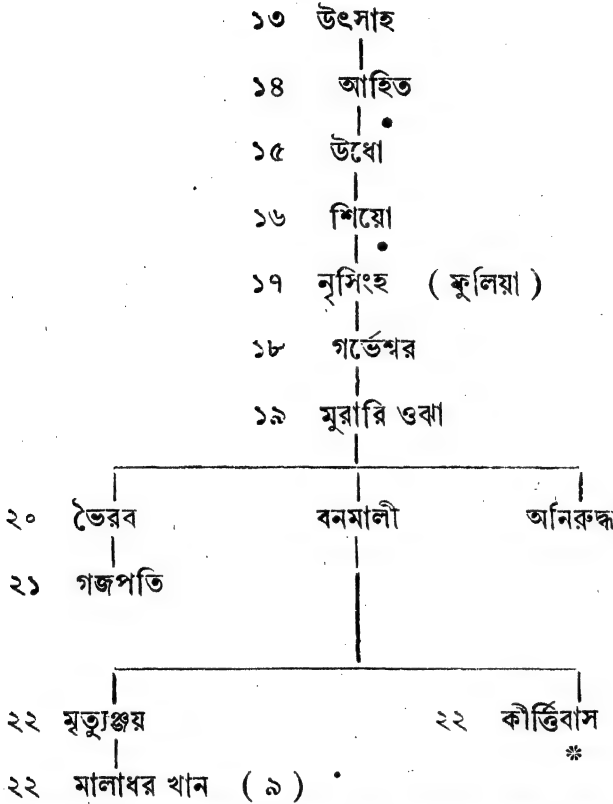 ১৩ উৎসাহ
১৪ আহিত
১৫ উধো
১৬ শিয়ো
১৭ নৃসিংহ ( ফুলিয়া )
১৮ গর্ভেশ্বর
১৯ মুরারি ওঝা
২০ ভৈরব বনমালী অনিরুদ্ধ
২১ গজপতি
২২ মৃত্যুঞ্জয় ২২ কীর্ত্তিবাস
*
২২ মালাধর খান ( ৯ )